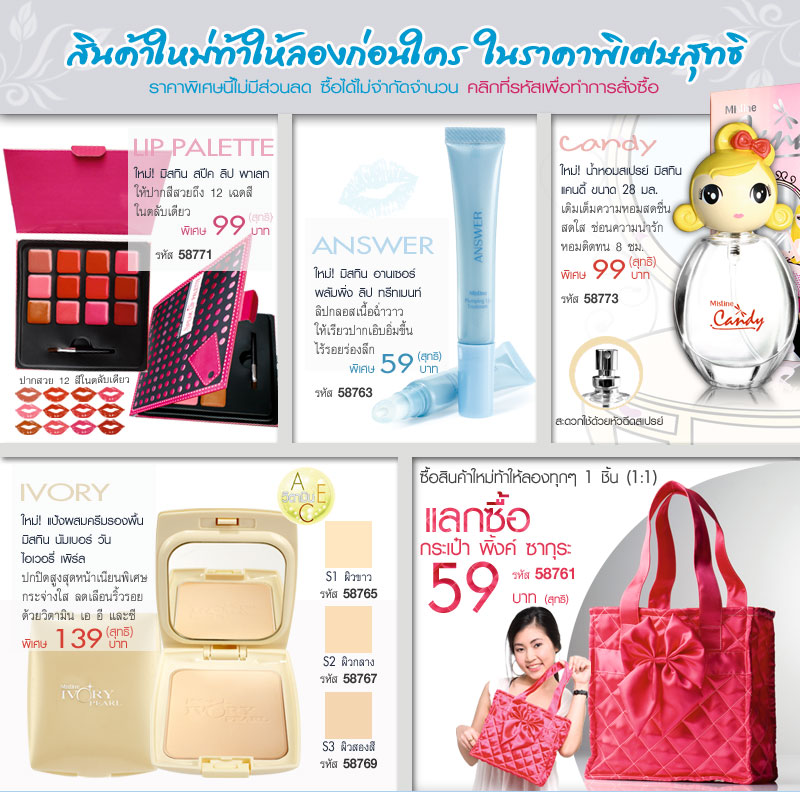 สินค้าใหม่ท้าให้ลองก่อนใคร ในราคาพิเศษสุทธิ
ราคาพิเศษนี้ไม่มีส่วนลด ซื้อได้ไม่จำกัดจำนวน คลิกที่รหัสเพื่อทำการสั่งซื้อ
LIP PALETTE
ใหม่! มิสทิน สปีค ลิป พาเลท
ให้ปากสีสวยถึง 12 เฉดสี
ในตลับเดียว
พิเศษ 99 (สุทธิ) บาท
รหัส 58771
ปากสวย 12 สีในตลับเดียว
ANSWER
ใหม่! มิสทิน อานเซอร์
พลัมพิ่ง ลิป ทรีทเมนท์
ลิปกลอสเนื้อฉ่ำวาว
ให้เรียวปากเอิบอิ่มขึ้น
ไร้รอยร่องลึก
พิเศษ 59 (สุทธิ) บาท
รหัส 58763
ANSWER
Mistine
Plumping Lip
Treatment
Candy
ใหม่! น้ำหอมสเปรย์ มิสทิน
แคนดี้ ขนาด 28 มล.
เติมเต็มความหอมสดชื่น
สดใส ซ่อนความน่ารัก
หอมติดทน 8 ชม.
พิเศษ 99 (สุทธิ) บาท
รหัส 58773
สะดวกใช้ด้วยหัวฉีดสเปรย์
Mistine
Mistine
Candy
IVORY
ใหม่! แป้งผสมครีมรองพื้น
มิสทิน นัมเบอร์ วัน
ไอเวอรี่ เพิร์ล
ปกปิดสูงสุดหน้าเนียนพิเศษ
กระจ่างใส ลดเลือนริ้วรอย
ด้วยวิตามิน เอ อี และซี
พิเศษ 139 (สุทธิ) บาท
A
วิตามิน E
C
S1 ผิวขาว
รหัส 58765
S2 ผิวกลาง
รหัส 58767
S3 ผิวสองสี
รหัส 58769
Mistine
IVORY
PEARL
IVORY
PEARL
ซื้อสินค้าใหม่ท้าให้ลองทุกๆ 1 ชิ้น (1:1)
แลกซื้อ
กระเป๋า พิ้งค์ ซากุระ
59 รหัส 58761
บาท (สุทธิ)